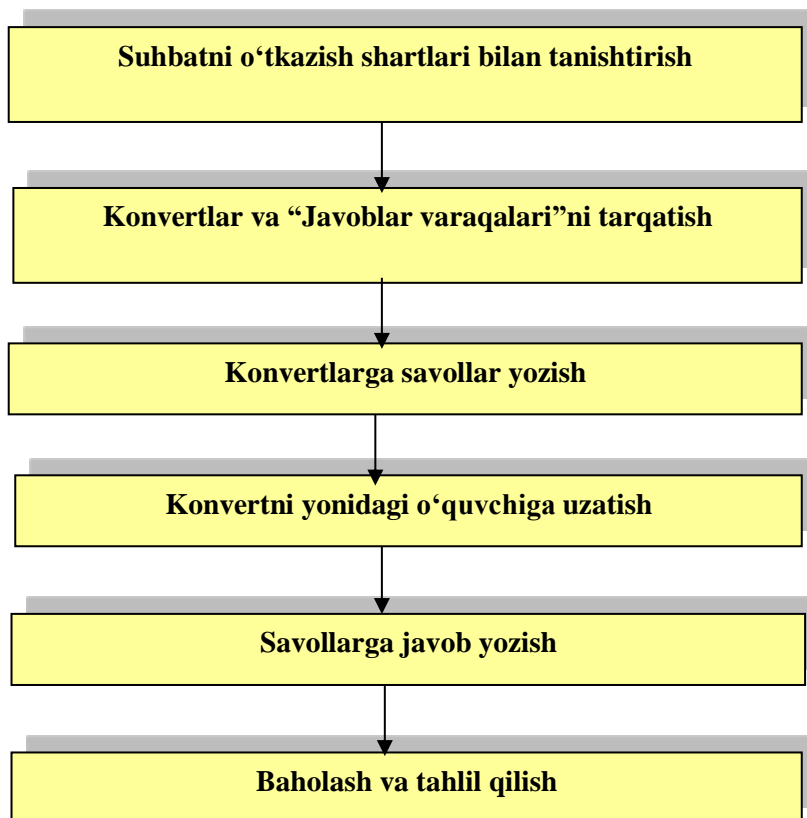 Suhbatni o‘tkazish shartlari bilan tanishtirish
Konvertlar va “Javoblar varaqalari”ni tarqatish
Konvertlarga savollar yozish
Konvertni yonidagi o‘quvchiga uzatish
Savollarga javob yozish
Baholash va tahlil qilish